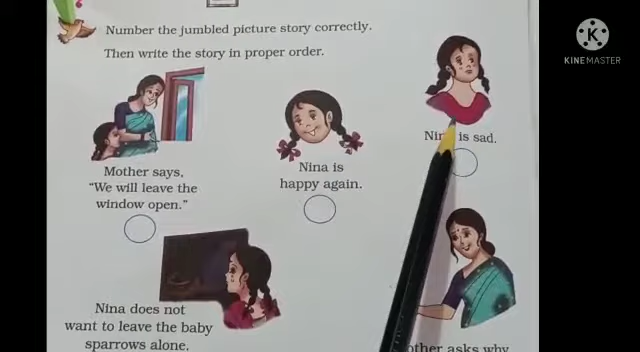 Number the jumbled picture story correctly.
Then write the story in proper order.
K
KINEMASTER
Mother says,
"We will leave the
window open."
Nina is
happy again.
is sad.
Nina does not
want to leave the baby
sparrows alone.
asks why